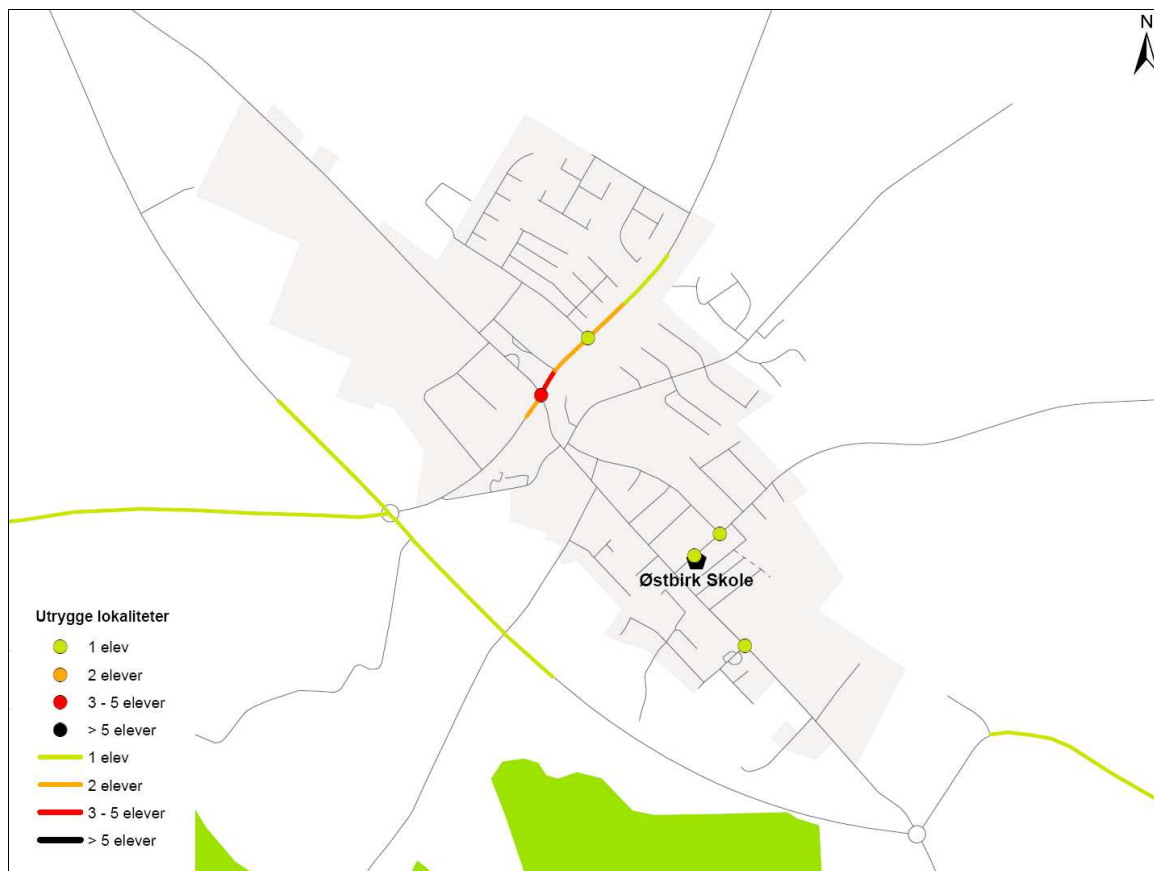 N
Østbirk Skole
Utrygge lokaliteter
1 elev
2 elever
3 - 5 elever
> 5 elever
1 elev
2 elever
3 - 5 elever
> 5 elever